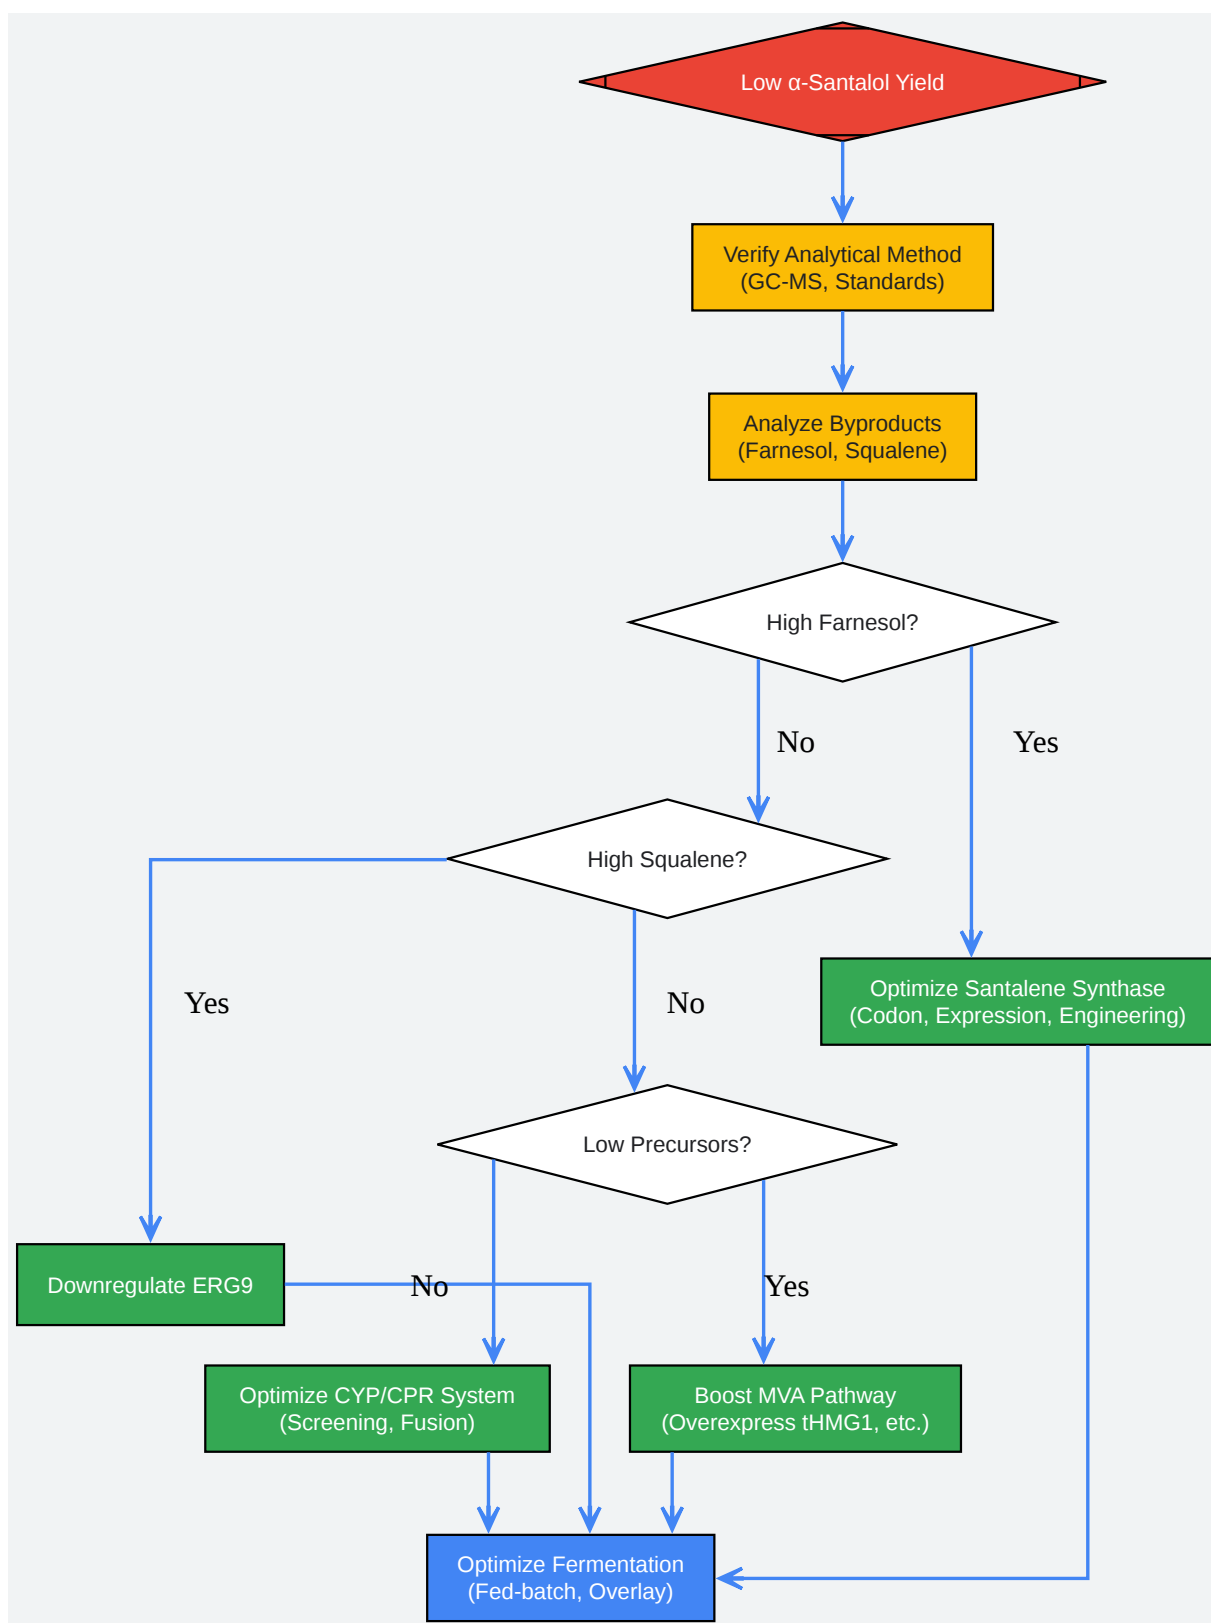 Low α-Santalol Yield
Verify Analytical Method
(GC-MS, Standards)
Analyze Byproducts
(Farnesol, Squalene)
High Farnesol?
No
Yes
High Squalene?
Yes
No
Optimize Santalene Synthase
(Codon, Expression, Engineering)
Low Precursors?
Downregulate ERG9
No
Yes
Optimize CYP/CPR System
(Screening, Fusion)
Boost MVA Pathway
(Overexpress tHMG1, etc.)
Optimize Fermentation
(Fed-batch, Overlay)